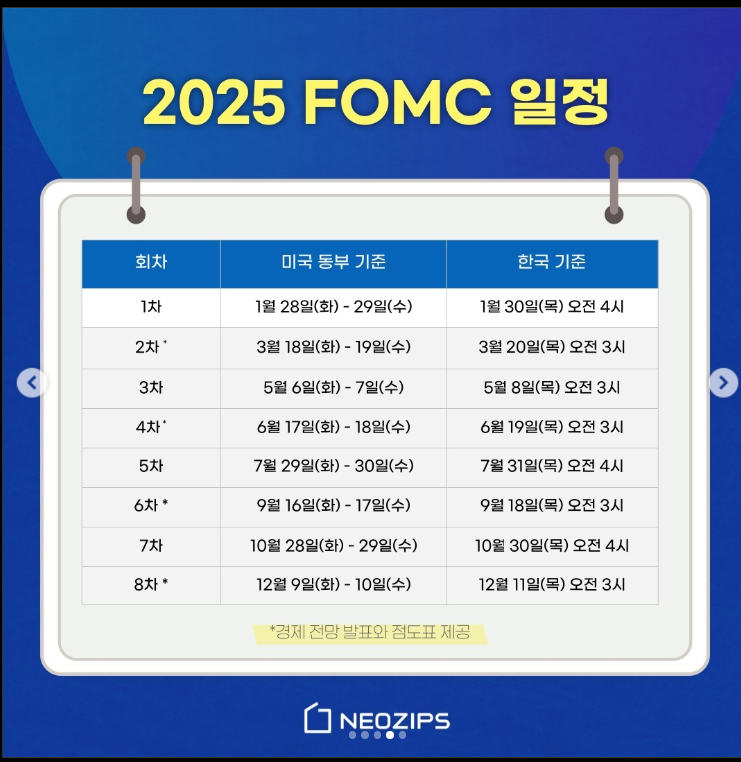 2025 FOMC 일정
회차 미국 동부 기준 한국 기준
1차 1월 28일(화) - 29일(수) 1월 30일(목) 오전 4시
2차* 3월 18일(화) - 19일(수) 3월 20일(목) 오전 3시
3차 5월 6일(화) - 7일(수) 5월 8일(목) 오전 3시
4차* 6월 17일(화) - 18일(수) 6월 19일(목) 오전 3시
5차 7월 29일(화) - 30일(수) 7월 31일(목) 오전 4시
6차 * 9월 16일(화) - 17일(수) 9월 18일(목) 오전 3시
7차 10월 28일(화) - 29일(수) 10월 30일(목) 오전 4시
8차 * 12월 9일(화) - 10일(수) 12월 11일(목) 오전 3시
*경제 전망 발표와 점도표 제공
NEOZIPS